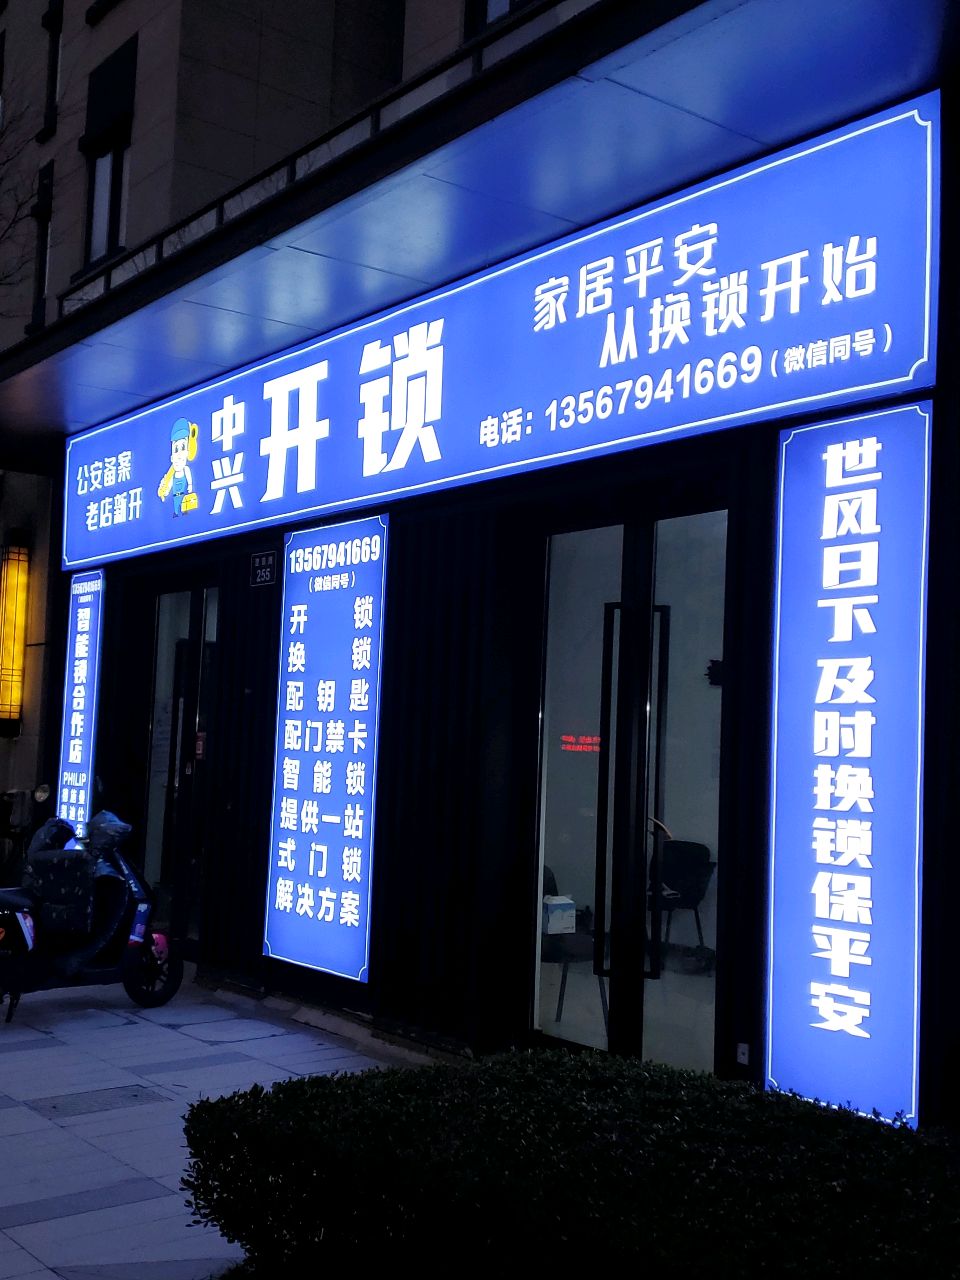 公安备案
老店新开
中兴
开锁
家居平安
从换锁开始
电话：13567941669（微信同号）
13567941669
智能锁合作店
PHILIP
255
13567941669
（微信同号）
开锁
换锁
配钥匙
配门禁卡
智能锁
提供一站
式门锁
解决方案
世风日下 及时换锁保平安